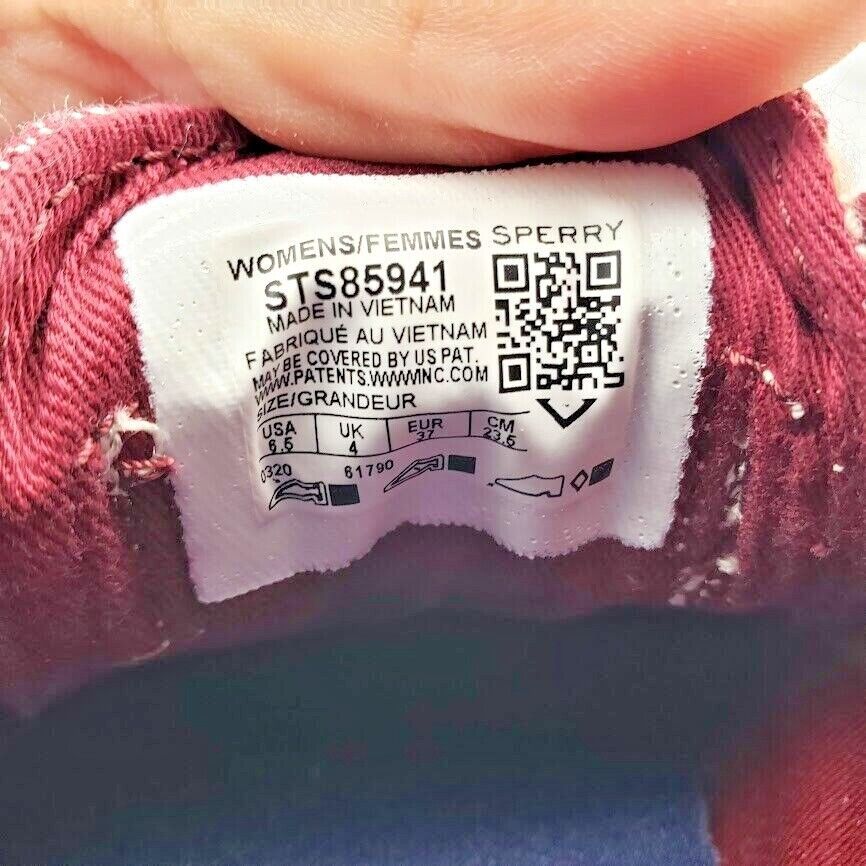 WOMENS/FEMMES SPERRY
STS85941
MADE IN VIETNAM
FABRIQUÉ AU VIETNAM
MAY BE COVERED BY US PAT.
WWW.PATENTS.WWWINC.COM
SIZE/GRANDEUR
USA UK EUR CM
6.5 4 37 23.5
0320 61790